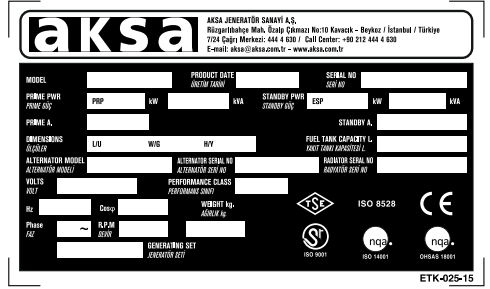 aksa
AKSA JENERATÖR SANAYİ A.Ş.
Rüzgarlıbahçe Mah. Özalp Çıkmazı No:10 Kavacık - Beykoz / İstanbul / Türkiye
7/24 Çağrı Merkezi: 444 4 630 / Call Center: +90 212 444 4 630
E-mail: aksa@aksa.com.tr - www.aksa.com.tr
MODEL PRODUCT DATE SERIAL NO
ÜRETİM TARİHİ SERİ NO
PRIME PWR PRP kW kVA STANDBY PWR ESP kW kVA
PRIME GÜÇ STANDBY GÜÇ
PRIME A. STANDBY A.
DIMENSIONS L/U W/G H/Y FUEL TANK CAPACITY L.
ÖLÇÜLER YAKIT TANKI KAPASİTESİ L.
ALTERNATOR MODEL ALTERNATOR SERIAL NO RADIATOR SERIAL NO
ALTERNATÖR MODELİ ALTERNATÖR SERİ NO RADYATÖR SERİ NO
VOLTS PERFORMANCE CLASS
VOLT PERFORMANS SINIFI
Hz Cosφ WEIGHT kg.
AĞIRLIK kg.
TSE ISO 8528 CE
Phase ~ R.P.M
FAZ DEVİR
GENERATING SET
JENERATÖR SETİ
nqa. nqa.
ISO 9001 ISO 14001 OHSAS 18001
ETK-025-15